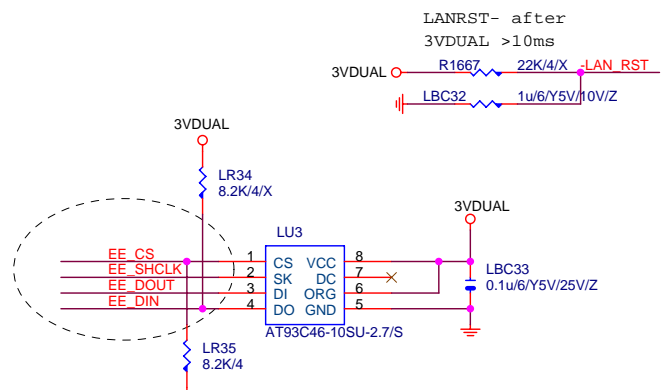 LANRST- after
3VDUAL >10ms
3VDUAL
R1667
22K/4/X
-LAN_RST
LBC32
1u/6/Y5V/10V/Z
3VDUAL
LR34
8.2K/4/X
LU3
3VDUAL
EE_CS
1
CS
VCC
8
EE_SHCLK
2
SK
DC
7
EE_DOUT
3
DI
ORG
6
EE_DIN
4
DO
GND
5
LBC33
0.1u/6/Y5V/25V/Z
AT93C46-10SU-2.7/S
LR35
8.2K/4